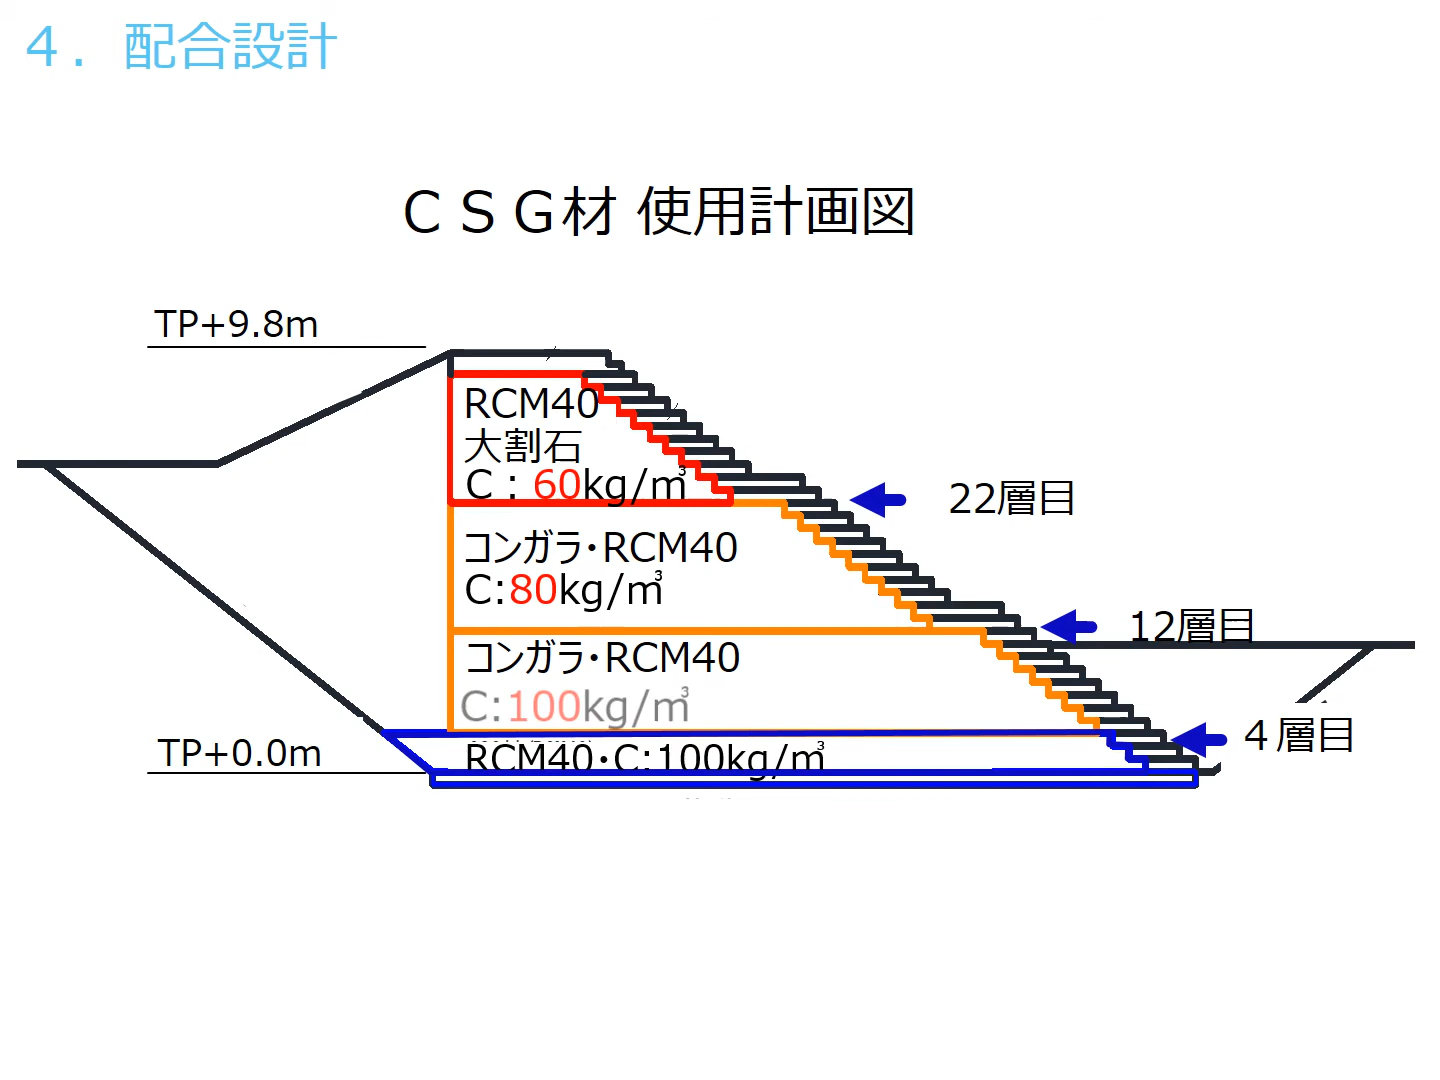 ４．配合設計
ＣＳＧ材 使用計画図
TP+9.8m
RCM40
大割石
C：60kg/㎥
22層目
コンガラ・RCM40
C:80kg/㎥
12層目
コンガラ・RCM40
C:100kg/㎥
４層目
TP+0.0m
RCM40・C:100kg/㎥